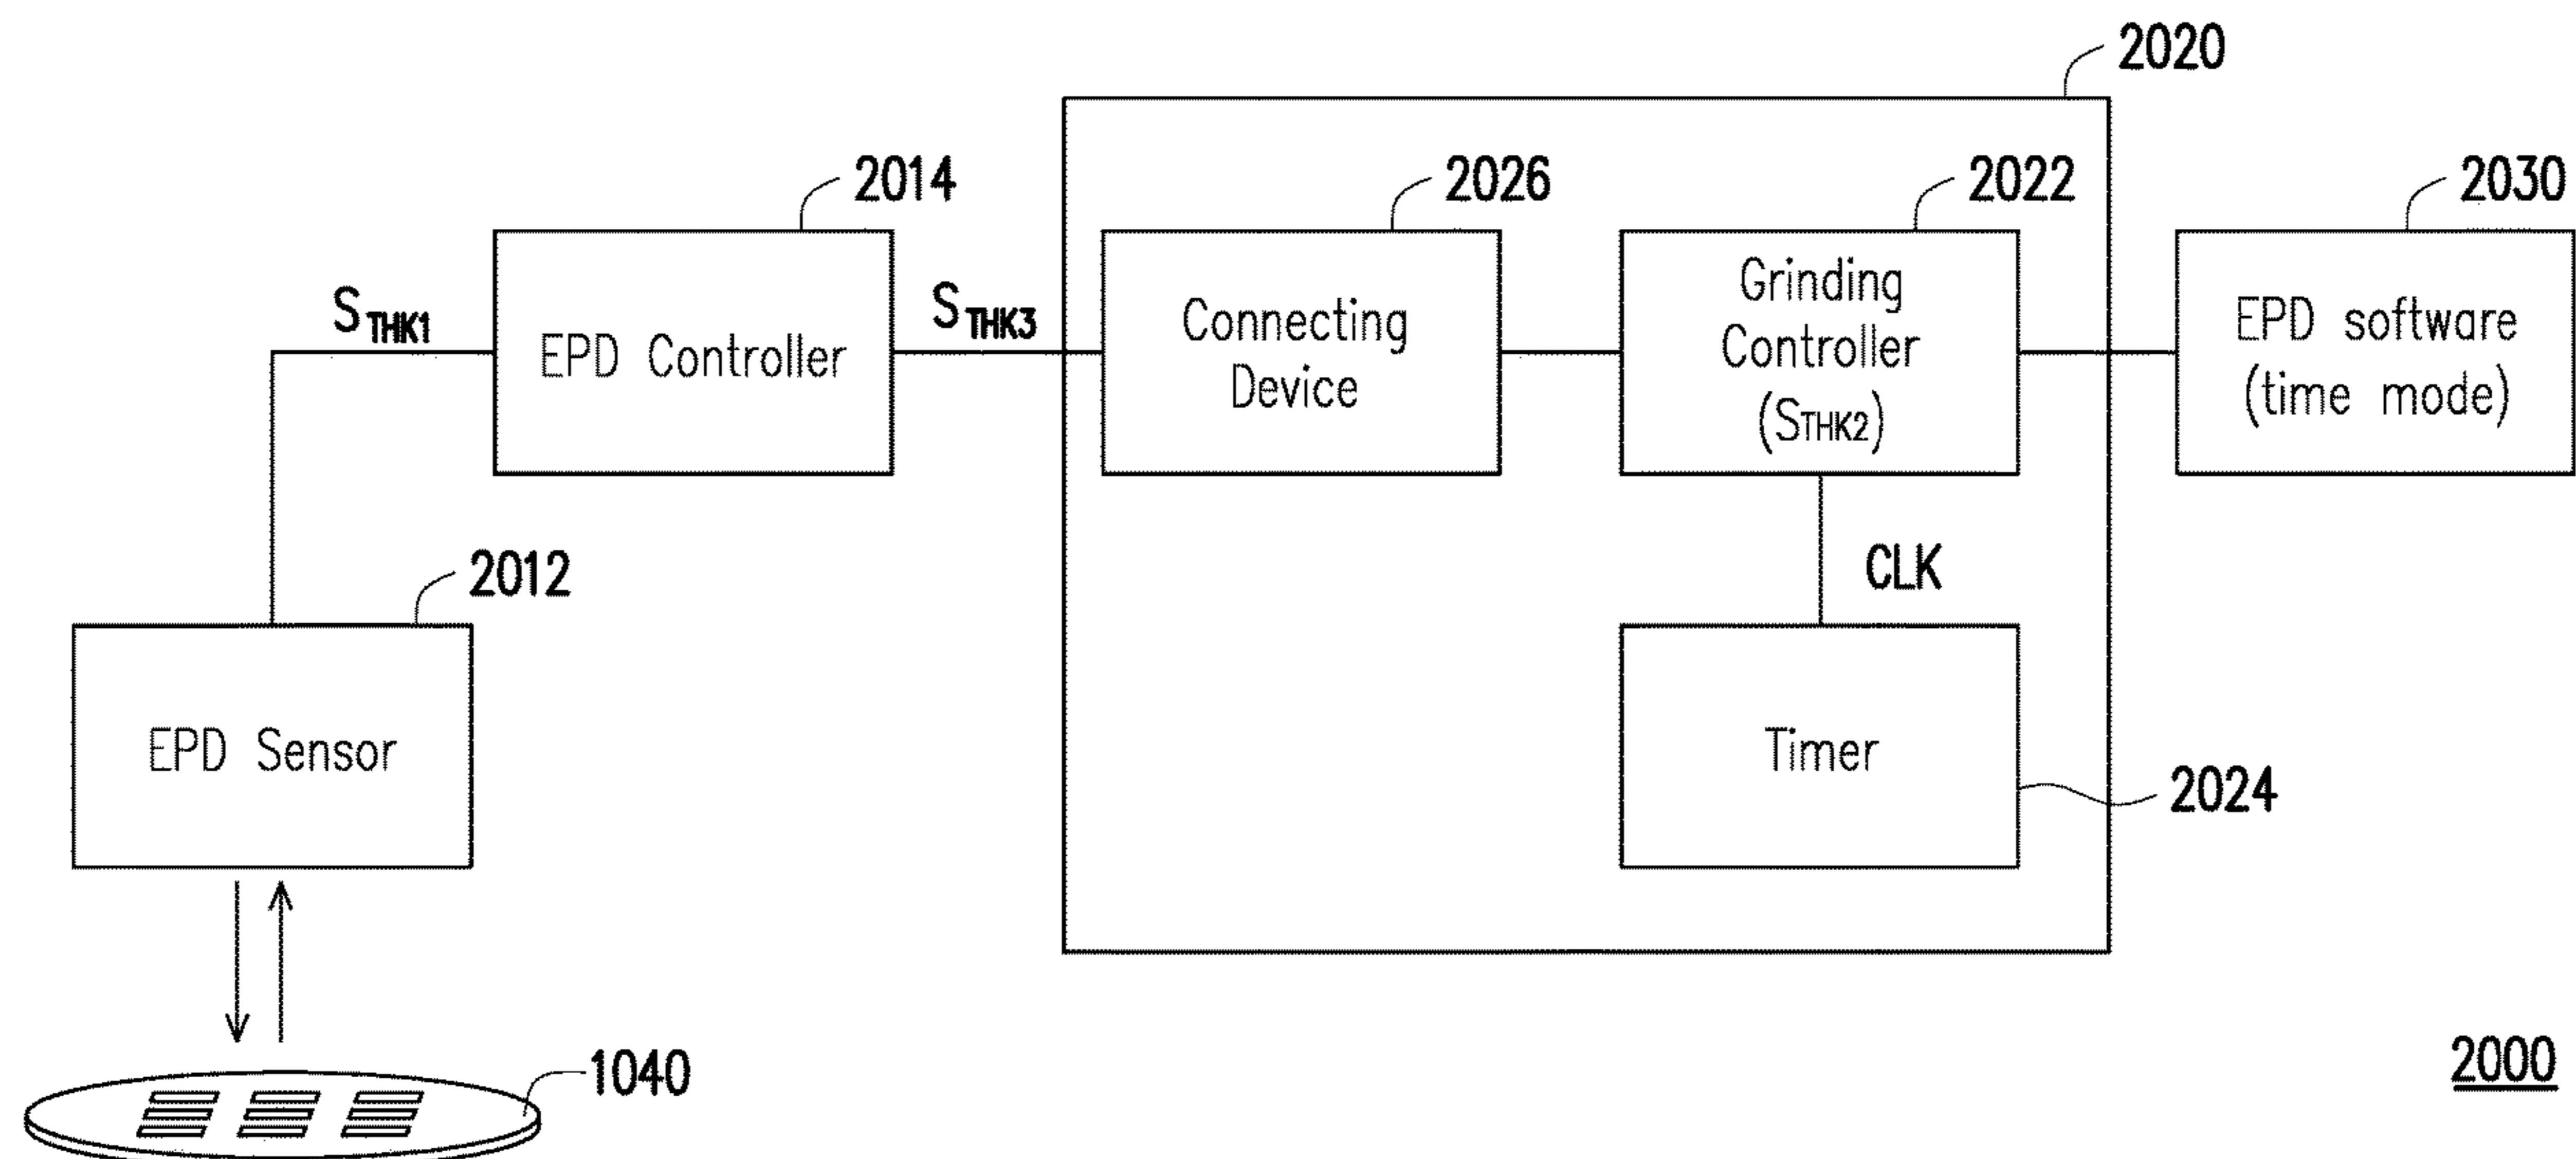 2020
2014
2026
2022
2030
STHK1
EPD Controller
STHK3
Connecting
Device
Grinding
Controller
(STHK2)
EPD software
(time mode)
2012
CLK
EPD Sensor
Timer
2024
1040
2000